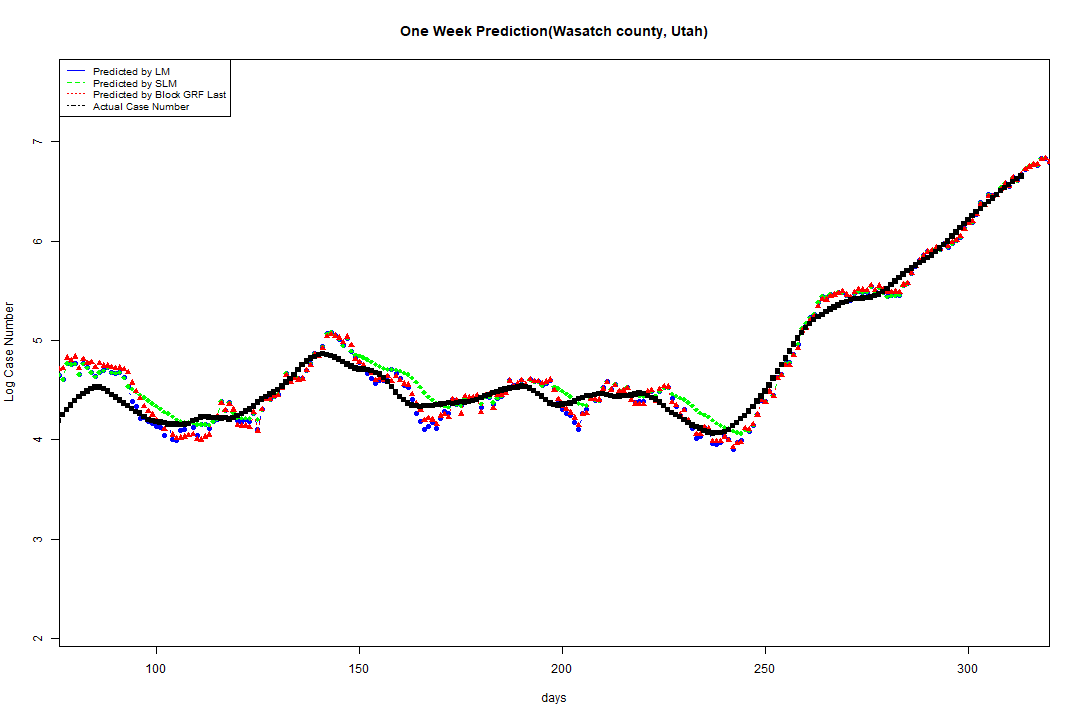 One Week Prediction(Wasatch county, Utah)
Predicted by LM
Predicted by SLM
Predicted by Block GRF Last
Actual Case Number
Log Case Number
7
6
5
4
3
2
100 150 200 250 300
days